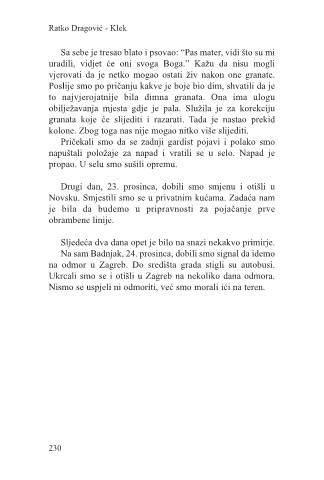 Ratko Dragović - Klek
Sa sebe je tresao blato i psovao: “Pas mater, vidi što su mi
uradili, vidjet će oni svoga Boga.” Kažu da nisu mogli
vjerovati da je netko mogao ostati živ nakon one granate.
Poslije smo po pričanju kakve je boje bio dim, shvatili da je
to najvjerojatnije bila dimna granata. Ona ima ulogu
obilježavanja mjesta gdje je pala. Služila je za korekciju
granata koje će slijediti i razarati. Tada je nastao prekid
kolone. Zbog toga nas nije mogao nitko više slijediti.
Pričekali smo da se zadnji gardist pojavi i polako smo
napuštali položaje za napad i vratili se u selo. Napad je
propao. U selu smo sušili opremu.
Drugi dan, 23. prosinca, dobili smo smjenu i otišli u
Novsku. Smjestili smo se u privatnim kućama. Zadaća nam
je bila da budemo u pripravnosti za pojačanje prve
obrambene linije.
Sljedeća dva dana opet je bilo na snazi nekakvo primirje.
Na sam Badnjak, 24. prosinca, dobili smo signal da idemo
na odmor u Zagreb. Do središta grada stigli su autobusi.
Ukrcali smo se i otišli u Zagreb na nekoliko dana odmora.
Nismo se uspjeli ni odmoriti, već smo morali ići na teren.
230